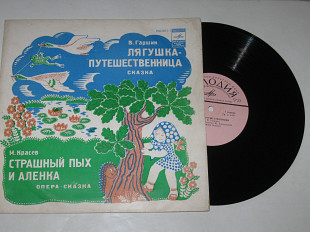 В. Гаршин
ЛЯГУШКА-
ПУТЕШЕСТВЕННИЦА
СКАЗКА
М. Красев
СТРАШНЫЙ ПЫХ
И АЛЕНКА
ОПЕРА-СКАЗКА